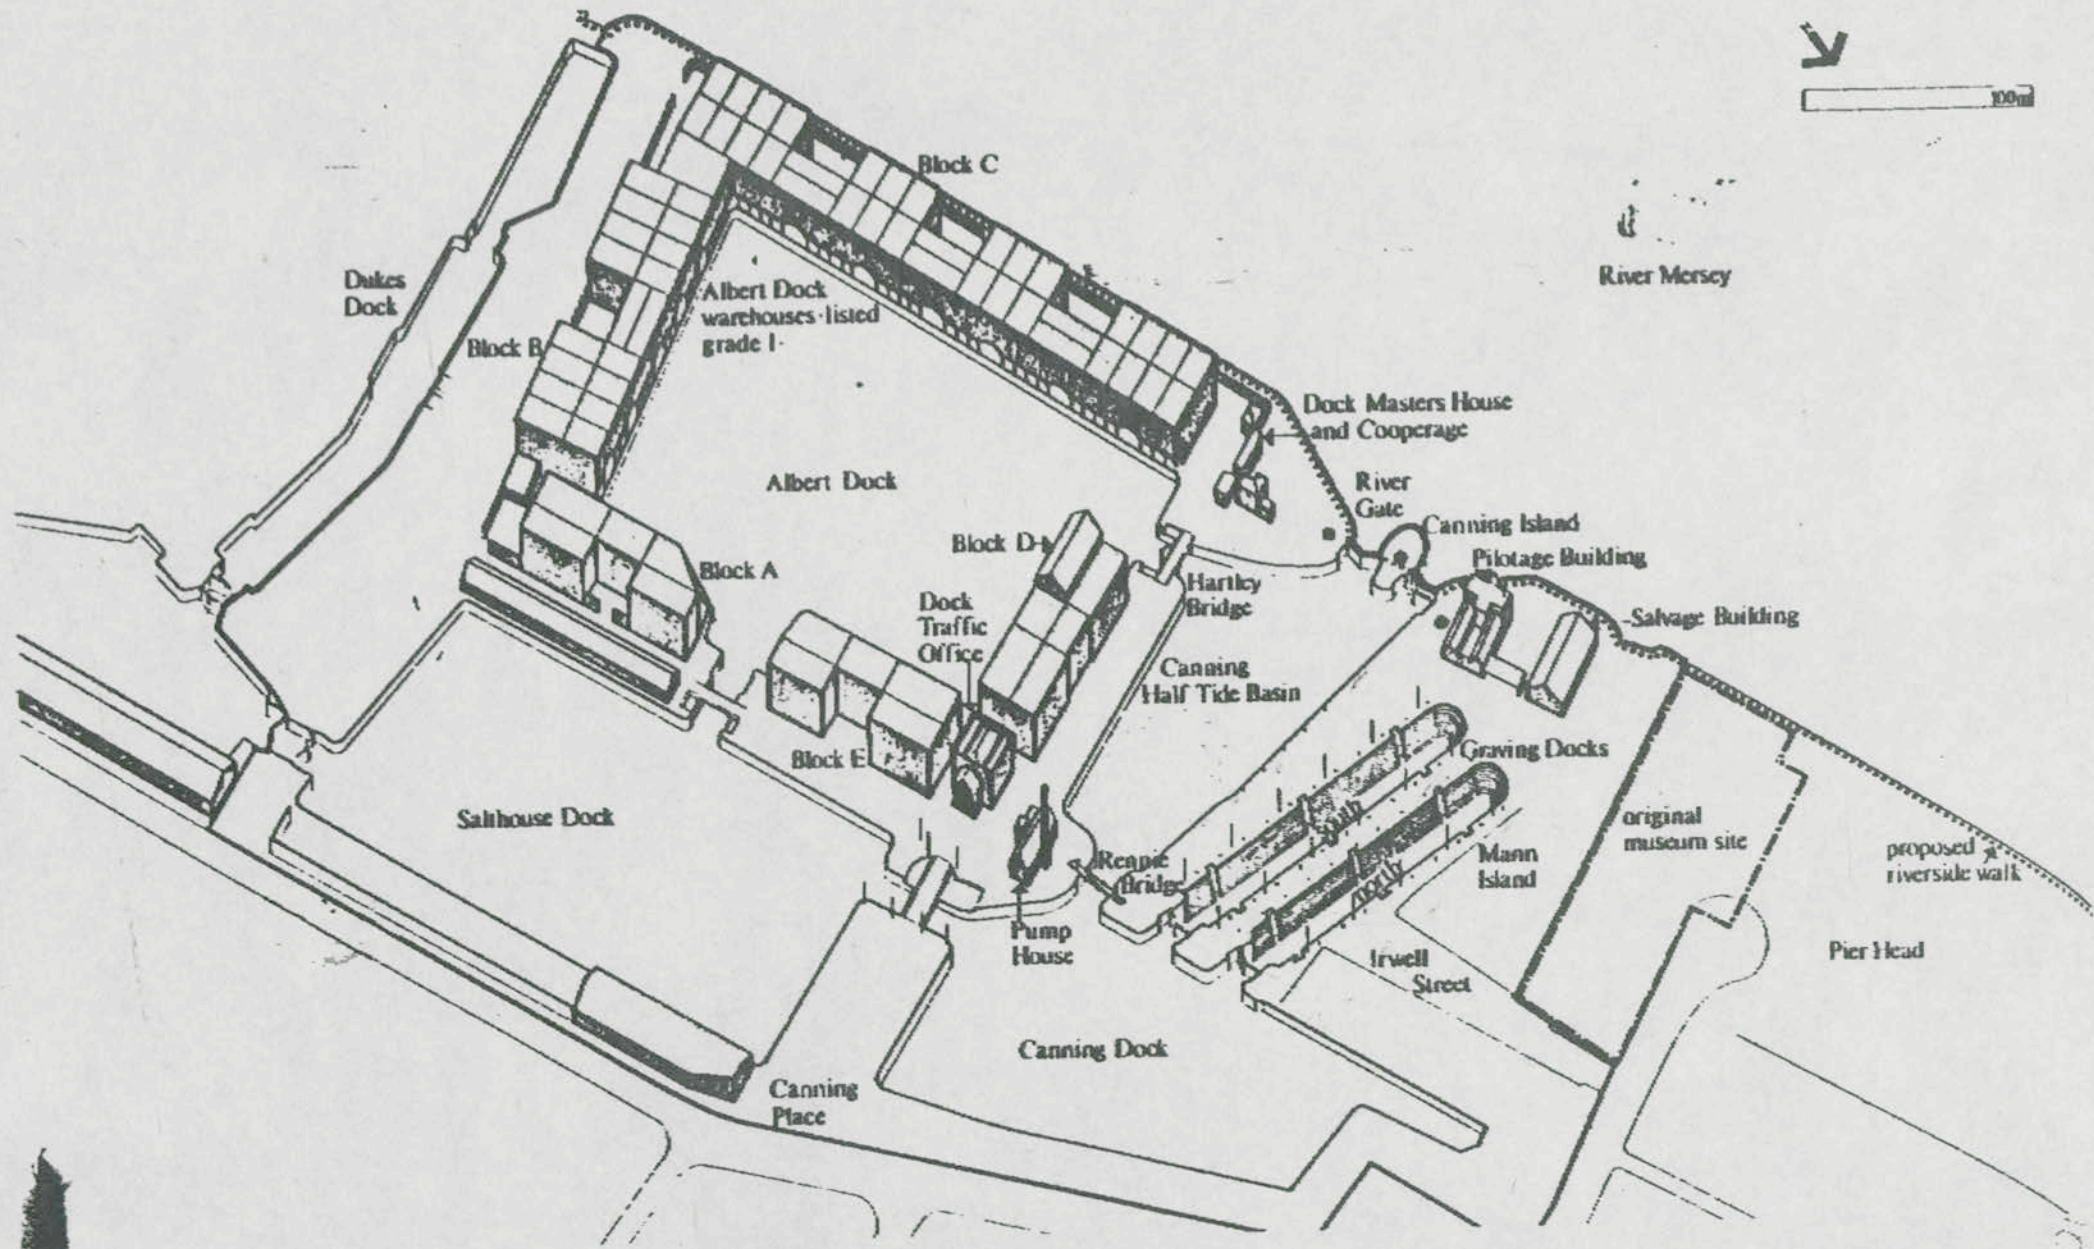 100m
Block C
River Mersey
Dukes
Dock
Albert Dock
warehouses·listed
grade I·
Block B
Dock Masters House
and Cooperage
Albert Dock
River
Gate
Canning Island
Block D
Pilotage Building
Block A
Hartley
Bridge
Dock
Traffic
Office
Salvage Building
Canning
Half Tide Basin
Block E
Graving Docks
Salthouse Dock
south
original
museum site
Mann
Island
proposed
riverside walk
Rennie
Bridge
north
Pump
House
Irwell
Street
Pier Head
Canning Dock
Canning
Place